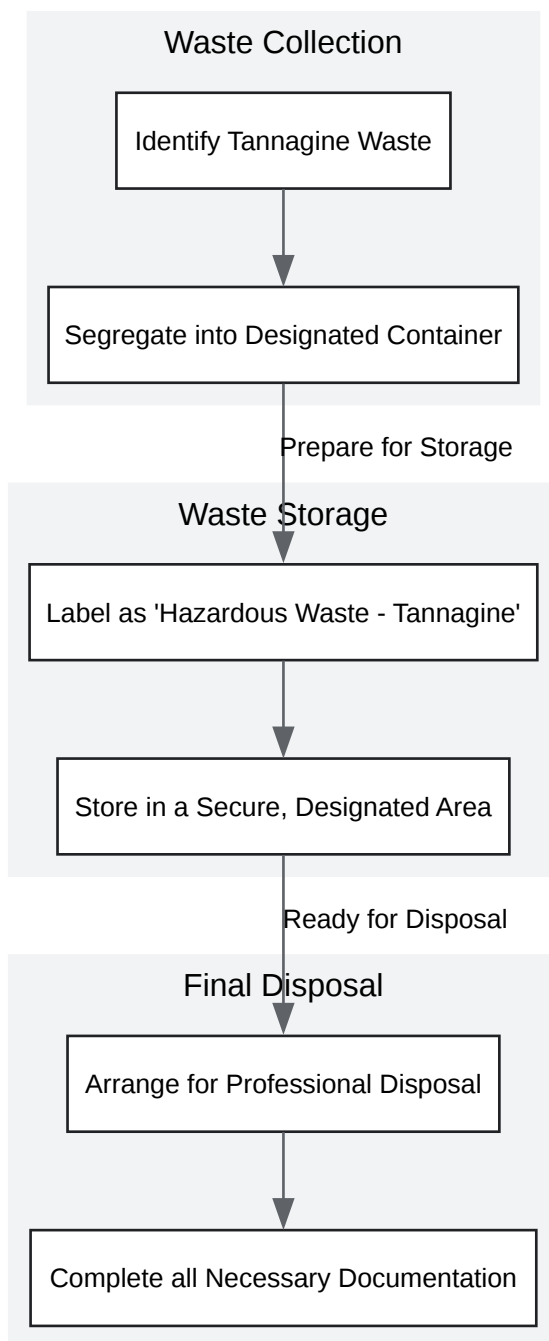 Waste Collection
Identify Tannagine Waste
Segregate into Designated Container
Prepare for Storage
Waste Storage
Label as 'Hazardous Waste - Tannagine'
Store in a Secure, Designated Area
Ready for Disposal
Final Disposal
Arrange for Professional Disposal
Complete all Necessary Documentation